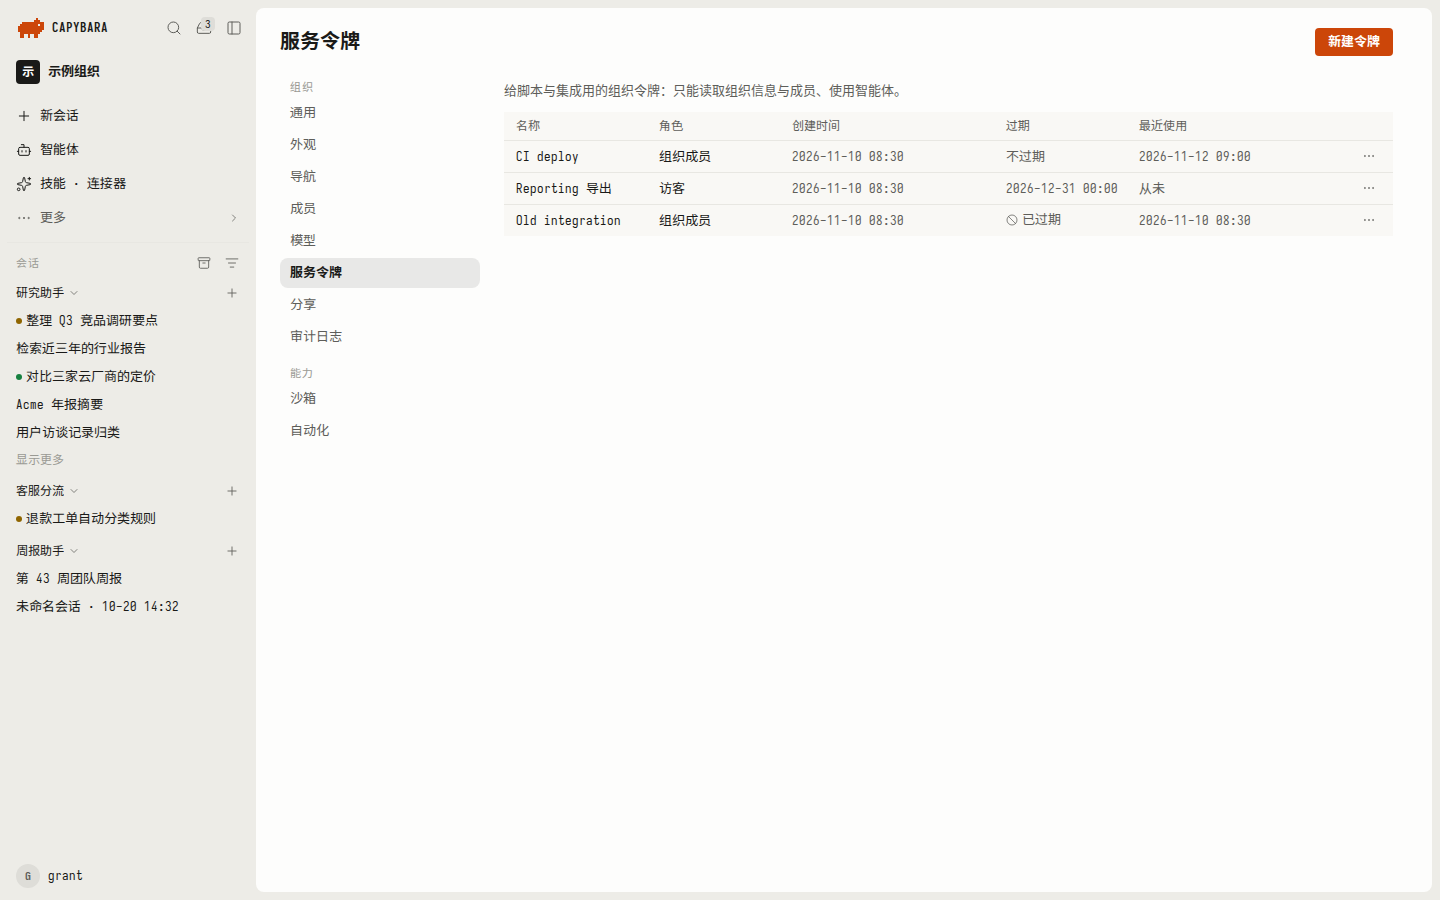 CAPYBARA
3
示 示例组织
新会话
智能体
技能 · 连接器
更多
会话
研究助手
整理 Q3 竞品调研要点
检索近三年的行业报告
对比三家云厂商的定价
Acme 年报摘要
用户访谈记录归类
显示更多
客服分流
退款工单自动分类规则
周报助手
第 43 周团队周报
未命名会话 · 10-20 14:32
G grant
服务令牌
新建令牌
组织
通用
外观
导航
成员
模型
服务令牌
分享
审计日志
能力
沙箱
自动化
给脚本与集成用的组织令牌：只能读取组织信息与成员、使用智能体。
名称 角色 创建时间 过期 最近使用
CI deploy 组织成员 2026-11-10 08:30 不过期 2026-11-12 09:00
Reporting 导出 访客 2026-11-10 08:30 2026-12-31 00:00 从未
Old integration 组织成员 2026-11-10 08:30 已过期 2026-11-10 08:30